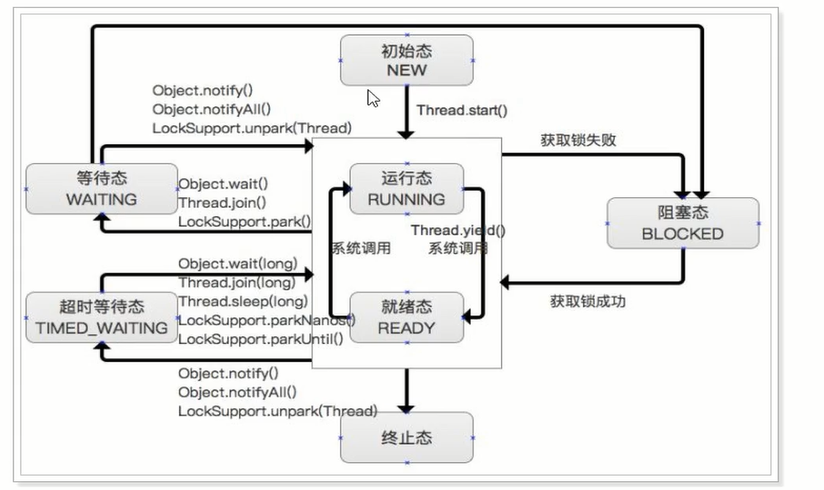 初始态
NEW
Object.notify()
Object.notifyAll()
LockSupport.unpark(Thread)
Thread.start()
获取锁失败
等待态
WAITING
Object.wait()
Thread.join()
LockSupport.park()
运行态
RUNNING
阻塞态
BLOCKED
Thread.yield()
系统调用
系统调用
获取锁成功
超时等待态
TIMED_WAITING
Object.wait(long)
Thread.join(long)
Thread.sleep(long)
LockSupport.parkNanos()
LockSupport.parkUntil()
就绪态
READY
Object.notify()
Object.notifyAll()
LockSupport.unpark(Thread)
终止态